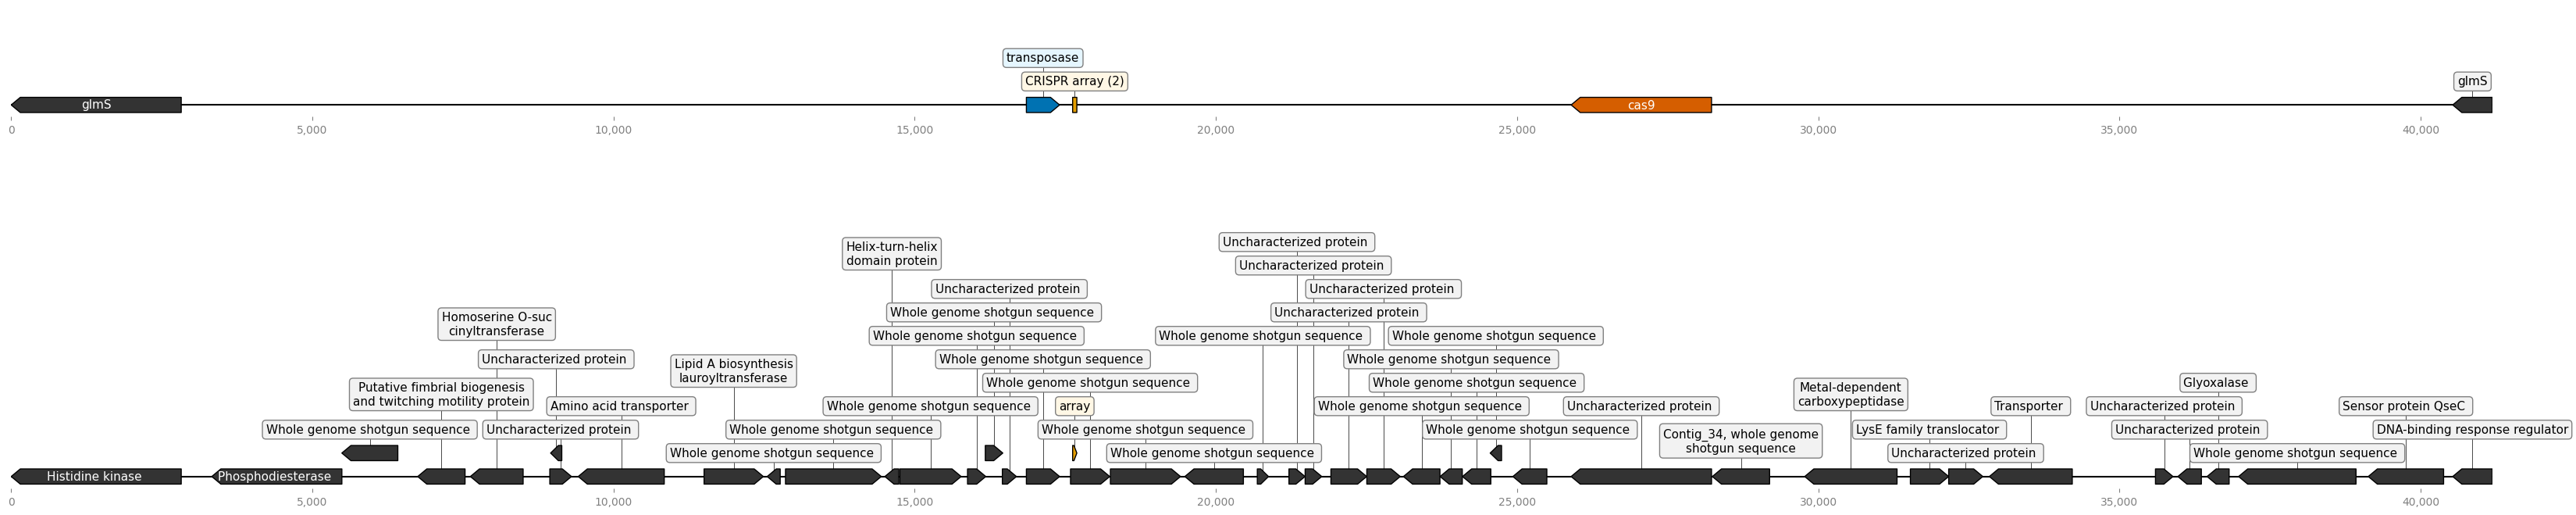 transposase
CRISPR array (2)
glmS
glmS
cas9
0
5,000
10,000
15,000
20,000
25,000
30,000
35,000
40,000
Uncharacterized protein
Helix-turn-helix
domain protein
Uncharacterized protein
Uncharacterized protein
Uncharacterized protein
Whole genome shotgun sequence
Uncharacterized protein
Homoserine O-suc
cinyltransferase
Whole genome shotgun sequence
Whole genome shotgun sequence
Whole genome shotgun sequence
Uncharacterized protein
Whole genome shotgun sequence
Whole genome shotgun sequence
Lipid A biosynthesis
lauroyltransferase
Whole genome shotgun sequence
Whole genome shotgun sequence
Glyoxalase
Putative fimbrial biogenesis
and twitching motility protein
Metal-dependent
carboxypeptidase
Amino acid transporter
Whole genome shotgun sequence
array
Whole genome shotgun sequence
Uncharacterized protein
Transporter
Uncharacterized protein
Sensor protein QseC
Whole genome shotgun sequence
Uncharacterized protein
Whole genome shotgun sequence
Whole genome shotgun sequence
Whole genome shotgun sequence
LysE family translocator
Uncharacterized protein
DNA-binding response regulator
Contig_34, whole genome
shotgun sequence
Whole genome shotgun sequence
Whole genome shotgun sequence
Uncharacterized protein
Whole genome shotgun sequence
Histidine kinase
Phosphodiesterase
0
5,000
10,000
15,000
20,000
25,000
30,000
35,000
40,000